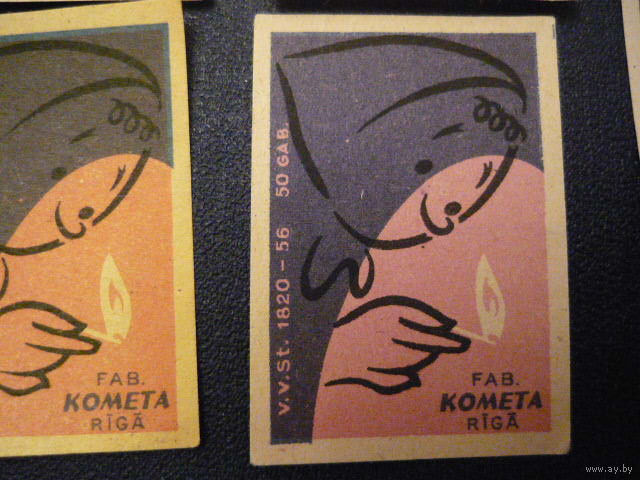 FAB.
KOMETA
RĪGĀ
V.V.St. 1820 - 56 50 GAB.
FAB.
KOMETA
RĪGĀ
www.ay.by